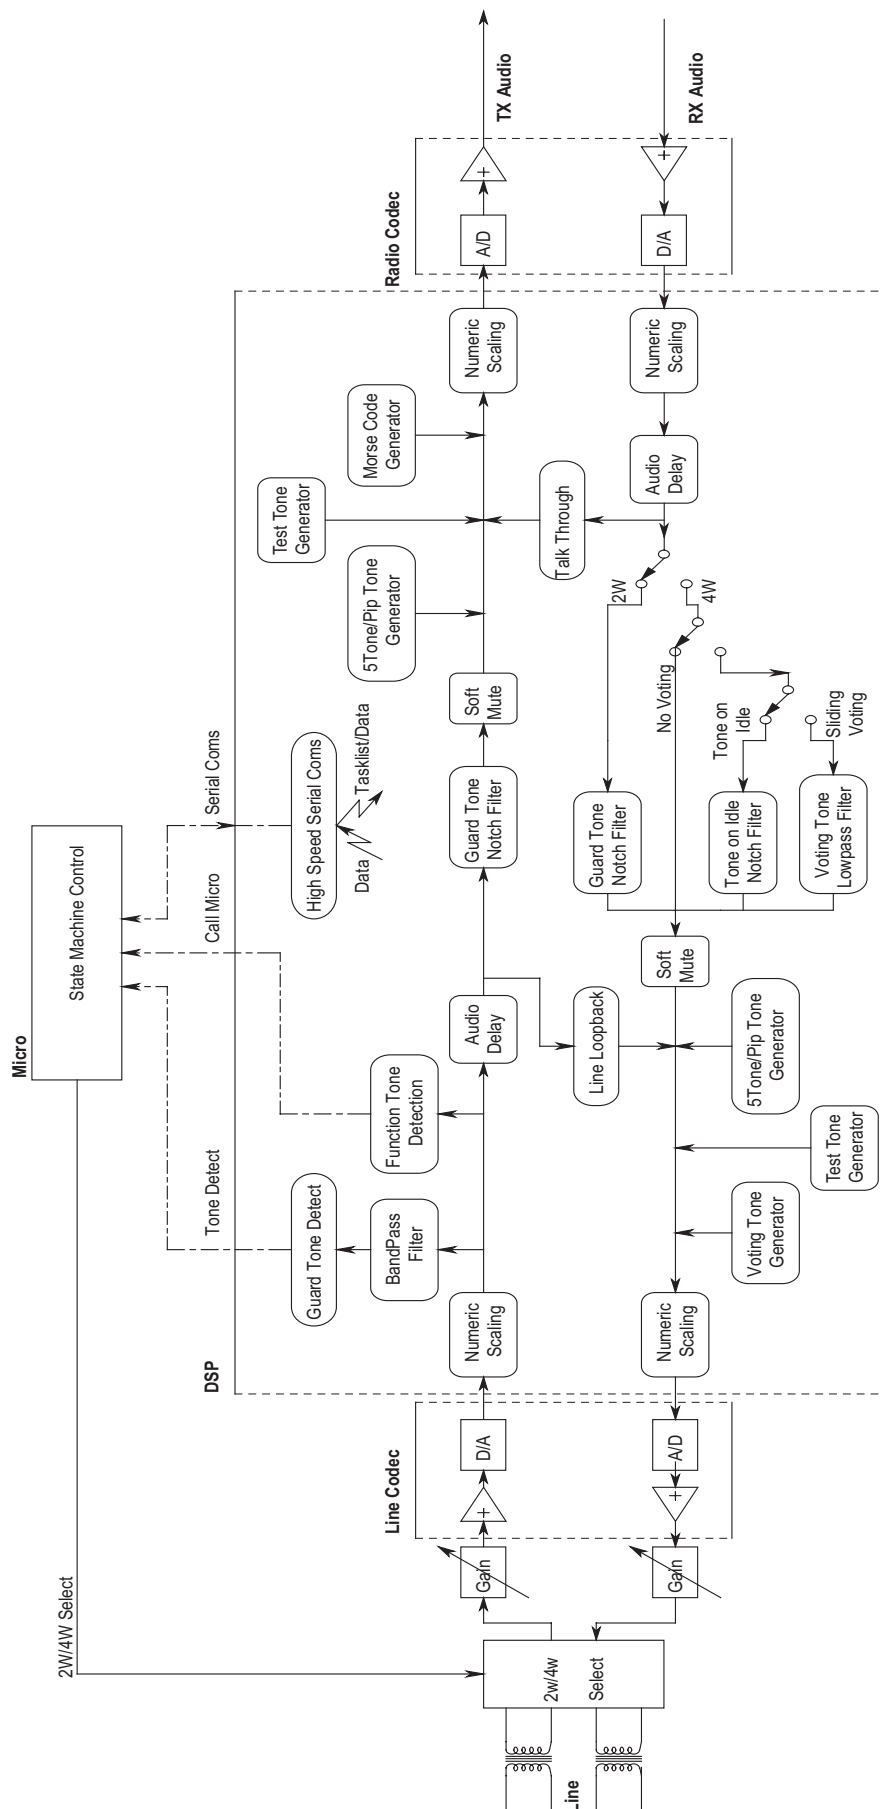 Micro
State Machine Control
2W/4W Select
Tone Detect
Call Micro
Serial Coms
DSP
Guard Tone Detect
High Speed Serial Coms
Data
Tasklist/Data
BandPass
Filter
Function Tone
Detection
5Tone/Pip Tone
Generator
Test Tone
Generator
Morse Code
Generator
Line Codec
Radio Codec
Gain
D/A
Numeric
Scaling
Audio
Delay
Guard Tone
Notch Filter
Soft
Mute
Numeric
Scaling
A/D
TX Audio
2w/4w
Select
Line
Line Loopback
Talk Through
Gain
A/D
Numeric
Scaling
Soft
Mute
No Voting
2W
4W
Audio
Delay
Numeric
Scaling
D/A
RX Audio
Guard Tone
Notch Filter
Tone on Idle
Notch Filter
Voting Tone
Lowpass Filter
Tone on
Idle
Sliding
Voting
Voting Tone
Generator
Test Tone
Generator
5Tone/Pip Tone
Generator
+
+
+
+